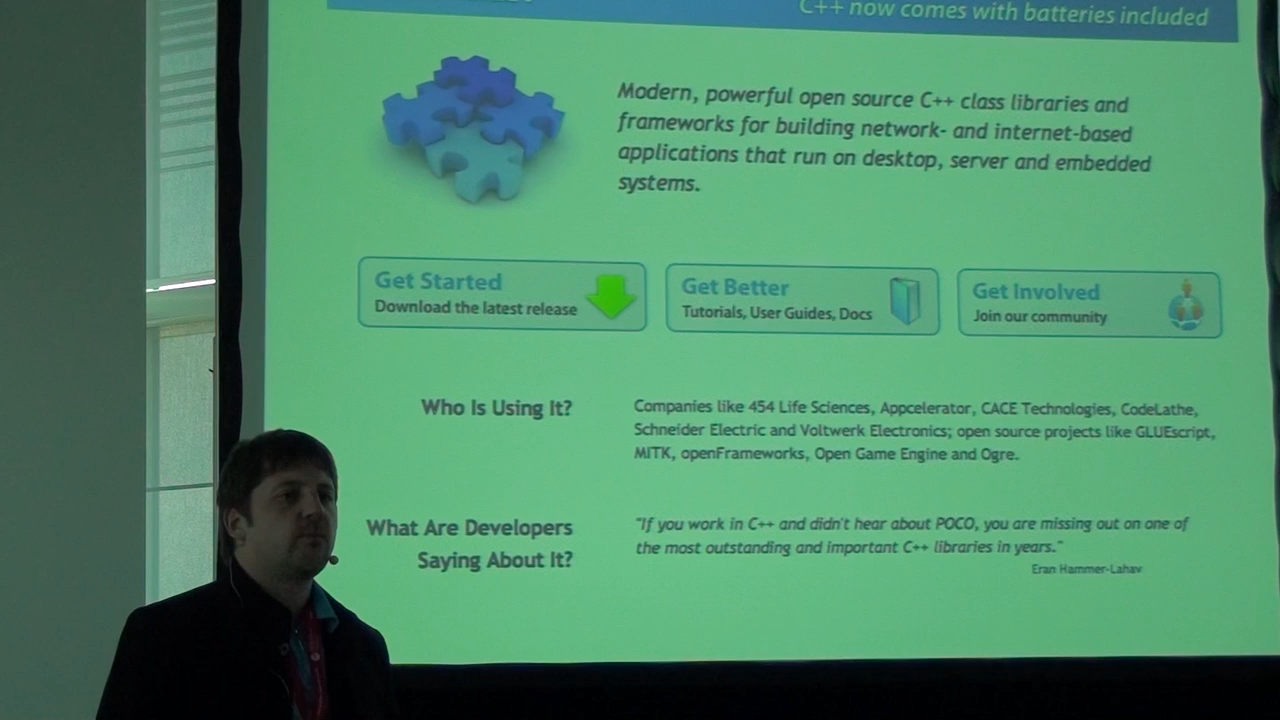 C++ now comes with batteries included
Modern, powerful open source C++ class libraries and
frameworks for building network- and internet-based
applications that run on desktop, server and embedded
systems.
Get Started
Download the latest release
Get Better
Tutorials, User Guides, Docs
Get Involved
Join our community
Who Is Using It?
Companies like 454 Life Sciences, Appcelerator, CACE Technologies, CodeLathe,
Schneider Electric and Voltwerk Electronics; open source projects like GLUEscript,
MITK, openFrameworks, Open Game Engine and Ogre.
What Are Developers
Saying About It?
"If you work in C++ and didn't hear about POCO, you are missing out on one of
the most outstanding and important C++ libraries in years."
Eran Hammer-Lahav